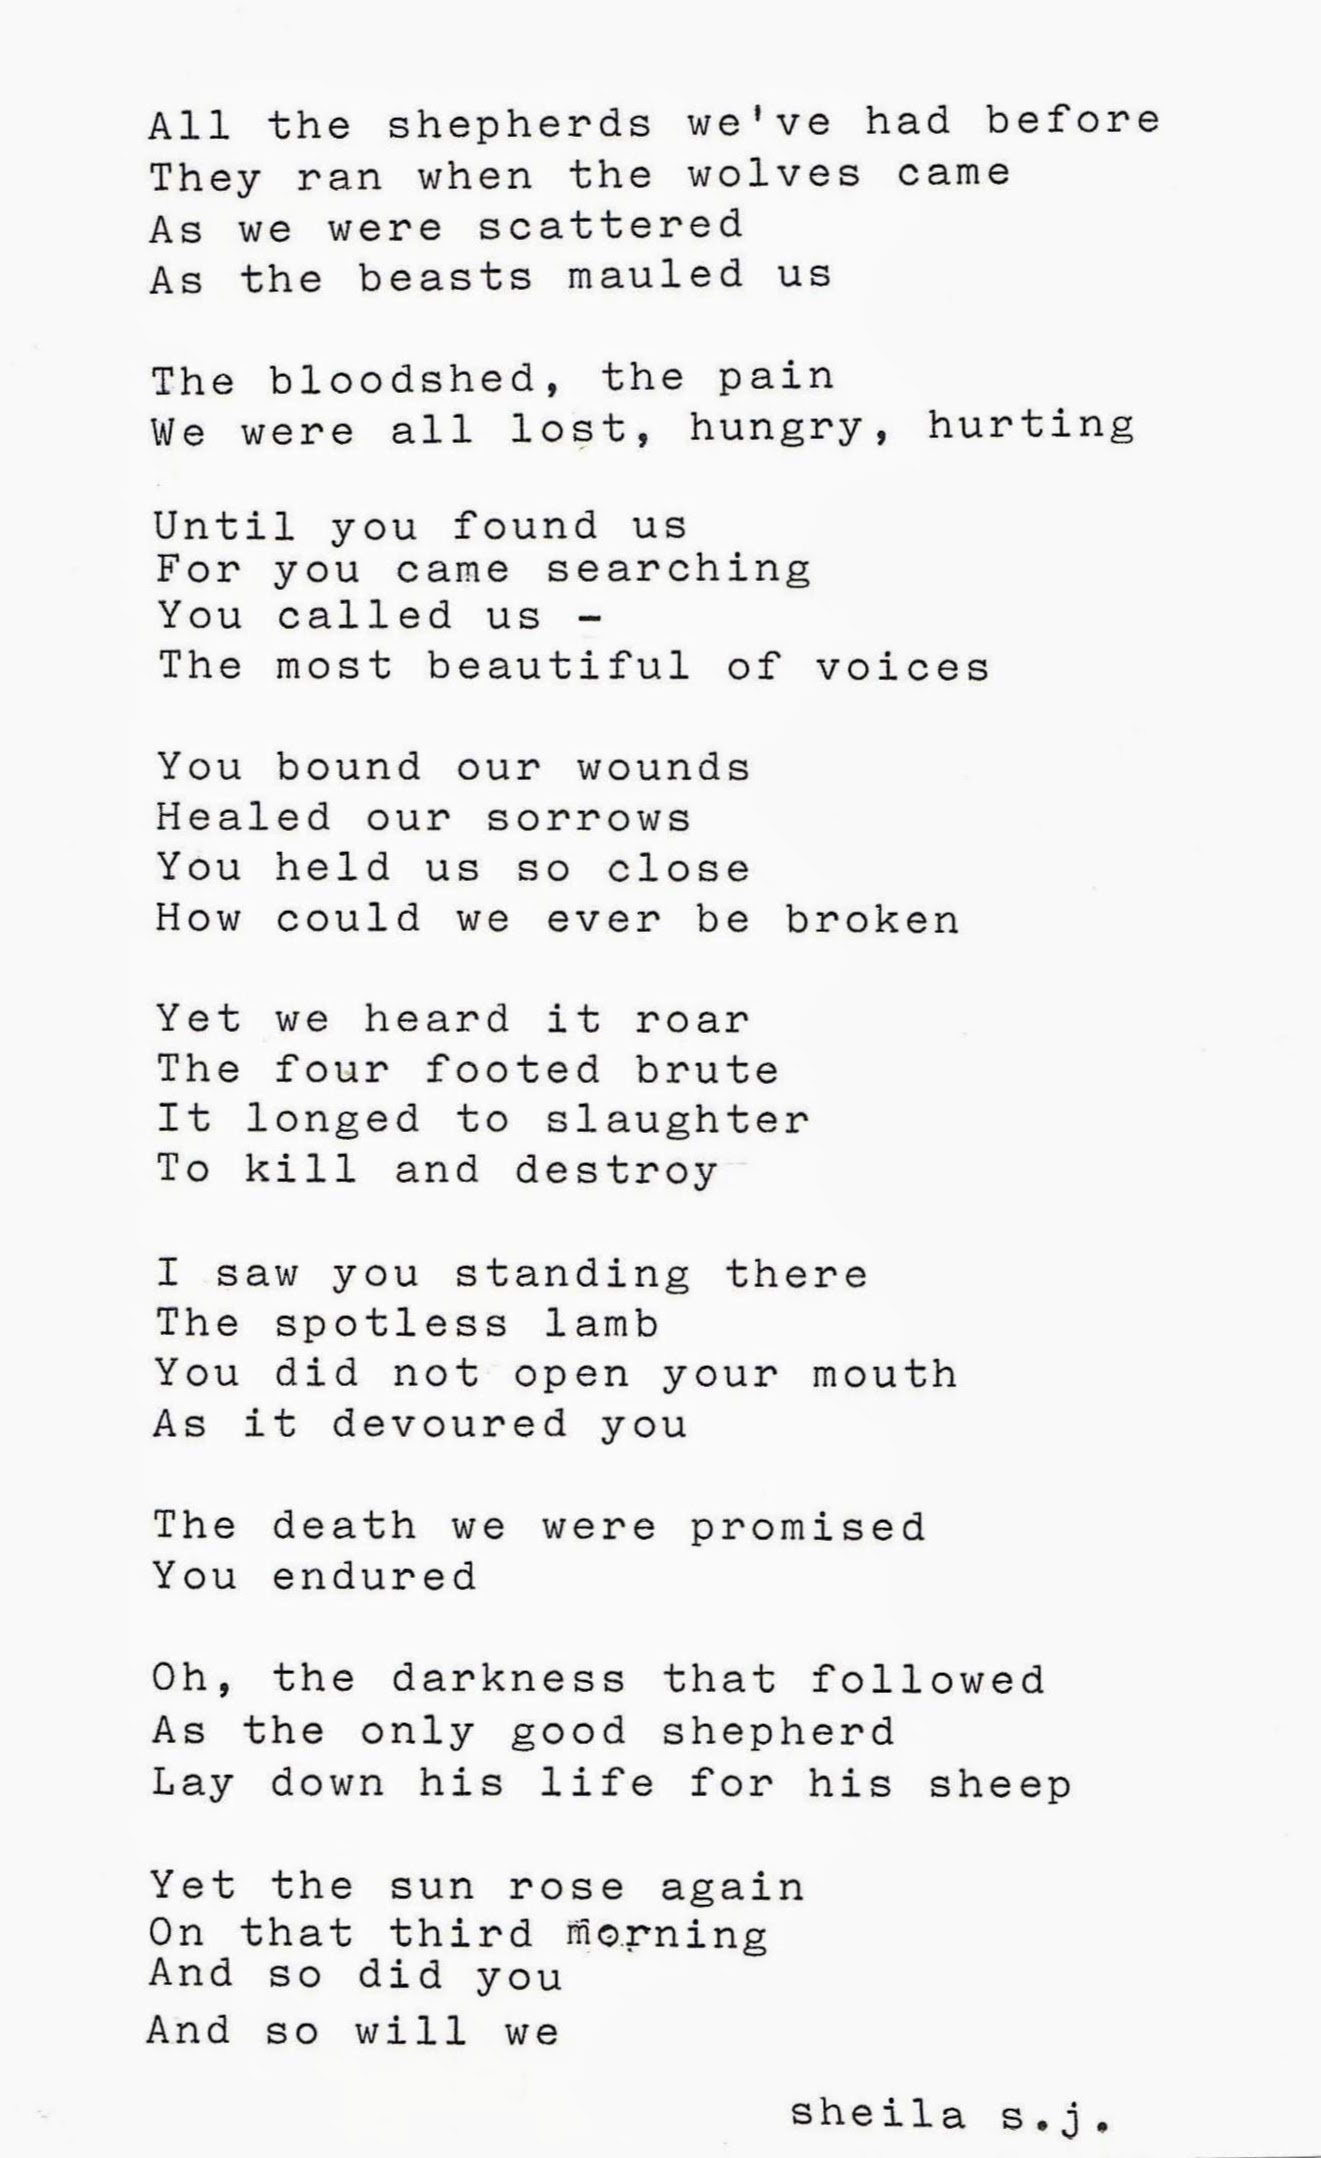 All the shepherds we've had before
They ran when the wolves came
As we were scattered
As the beasts mauled us
The bloodshed, the pain
We were all lost, hungry, hurting
Until you found us
For you came searching
You called us -
The most beautiful of voices
You bound our wounds
Healed our sorrows
You held us so close
How could we ever be broken
Yet we heard it roar
The four footed brute
It longed to slaughter
To kill and destroy
I saw you standing there
The spotless lamb
You did not open your mouth
As it devoured you
The death we were promised
You endured
Oh, the darkness that followed
As the only good shepherd
Lay down his life for his sheep
Yet the sun rose again
On that third morning
And so did you
And so will we
sheila s.j.